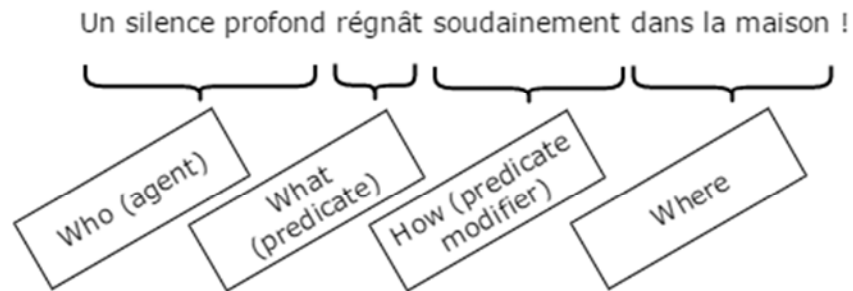 Un silence profond régnât soudainement dans la maison !
Who (agent)
What
(predicate)
How (predicate
modifier)
Where